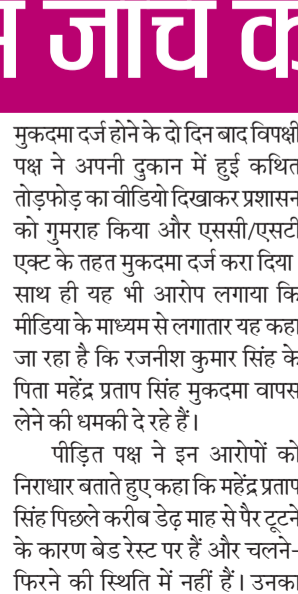 जांच
मुकदमा दर्ज होने के दो दिन बाद विपक्षी
पक्ष ने अपनी दुकान में हुई कथित
तोड़फोड़ का वीडियो दिखाकर प्रशासन
को गुमराह किया और एससी/एसटी
एक्ट के तहत मुकदमा दर्ज करा दिया
साथ ही यह भी आरोप लगाया कि
मीडिया के माध्यम से लगातार यह कहा
जा रहा है कि रजनीश कुमार सिंह के
पिता महेंद्र प्रताप सिंह मुकदमा वापस
लेने की धमकी दे रहे हैं।
पीड़ित पक्ष ने इन आरोपों को
निराधार बताते हुए कहा कि महेंद्र प्रताप
सिंह पिछले करीब डेढ़ माह से पैर टूटने
के कारण बेड रेस्ट पर हैं और चलने-
फिरने की स्थिति में नहीं हैं। उनका